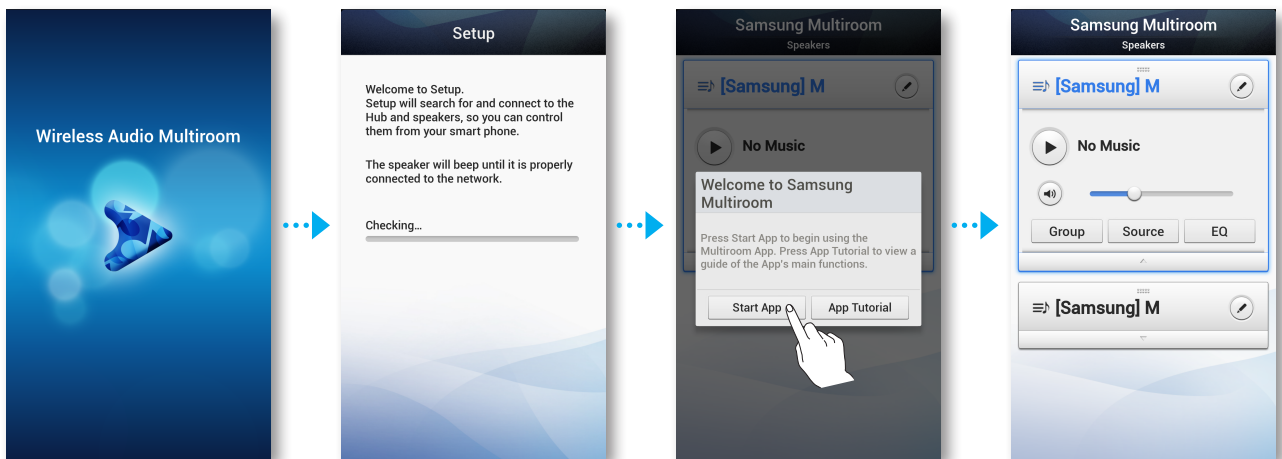 Wireless Audio Multiroom
Setup
Welcome to Setup.
Setup will search for and connect to the
Hub and speakers, so you can control
them from your smart phone.
The speaker will beep until it is properly
connected to the network.
Checking...
Samsung Multiroom
Speakers
[Samsung] M
No Music
Welcome to Samsung
Multiroom
Press Start App to begin using the
Multiroom App. Press App Tutorial to view a
guide of the App's main functions.
Start App
App Tutorial
Samsung Multiroom
Speakers
[Samsung] M
No Music
Group
Source
EQ
[Samsung] M